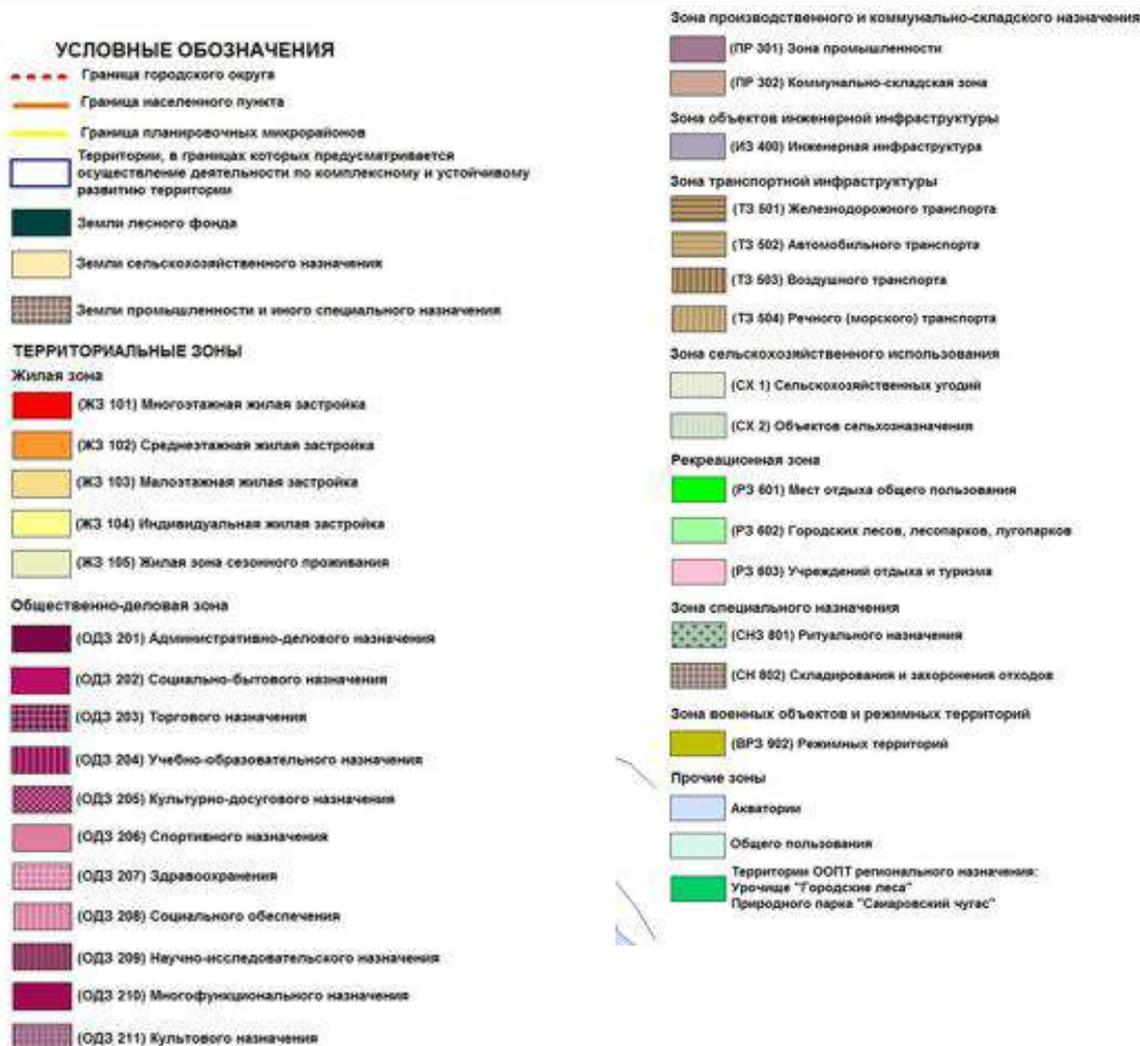 УСЛОВНЫЕ ОБОЗНАЧЕНИЯ
Граница городского округа
Граница населенного пункта
Граница планировочных микрорайонов
Территории, в границах которых предусматривается
осуществление деятельности по комплексному и устойчивому
развитию территории
Земли лесного фонда
Земли сельскохозяйственного назначения
Земли промышленности и иного специального назначения
ТЕРРИТОРИАЛЬНЫЕ ЗОНЫ
Жилая зона
(ЖЗ 101) Многоэтажная жилая застройка
(ЖЗ 102) Среднеэтажная жилая застройка
(ЖЗ 103) Малоэтажная жилая застройка
(ЖЗ 104) Индивидуальная жилая застройка
(ЖЗ 105) Жилая зона сезонного проживания
Общественно-деловая зона
(ОДЗ 201) Административно-делового назначения
(ОДЗ 202) Социально-бытового назначения
(ОДЗ 203) Торгового назначения
(ОДЗ 204) Учебно-образовательного назначения
(ОДЗ 205) Культурно-досугового назначения
(ОДЗ 206) Спортивного назначения
(ОДЗ 207) Здравоохранения
(ОДЗ 208) Социального обеспечения
(ОДЗ 209) Научно-исследовательского назначения
(ОДЗ 210) Многофункционального назначения
(ОДЗ 211) Культового назначения
Зона производственного и коммунально-складского назначения
(ПР 301) Зона промышленности
(ПР 302) Коммунально-складская зона
Зона объектов инженерной инфраструктуры
(ИЗ 400) Инженерная инфраструктура
Зона транспортной инфраструктуры
(ТЗ 501) Железнодорожного транспорта
(ТЗ 502) Автомобильного транспорта
(ТЗ 503) Воздушного транспорта
(ТЗ 504) Речного (морского) транспорта
Зона сельскохозяйственного использования
(СХ 1) Сельскохозяйственных угодий
(СХ 2) Объектов сельхозназначения
Рекреационная зона
(РЗ 601) Мест отдыха общего пользования
(РЗ 602) Городских лесов, лесопарков, лугопарков
(РЗ 603) Учреждений отдыха и туризма
Зона специального назначения
(СНЗ 801) Ритуального назначения
(СН 802) Складирования и захоронения отходов
Зона военных объектов и режимных территорий
(ВРЗ 902) Режимных территорий
Прочие зоны
Акватории
Общего пользования
Территории ООПТ регионального назначения:
Урочище "Городские леса"
Природного парка "Самаровский чугас"